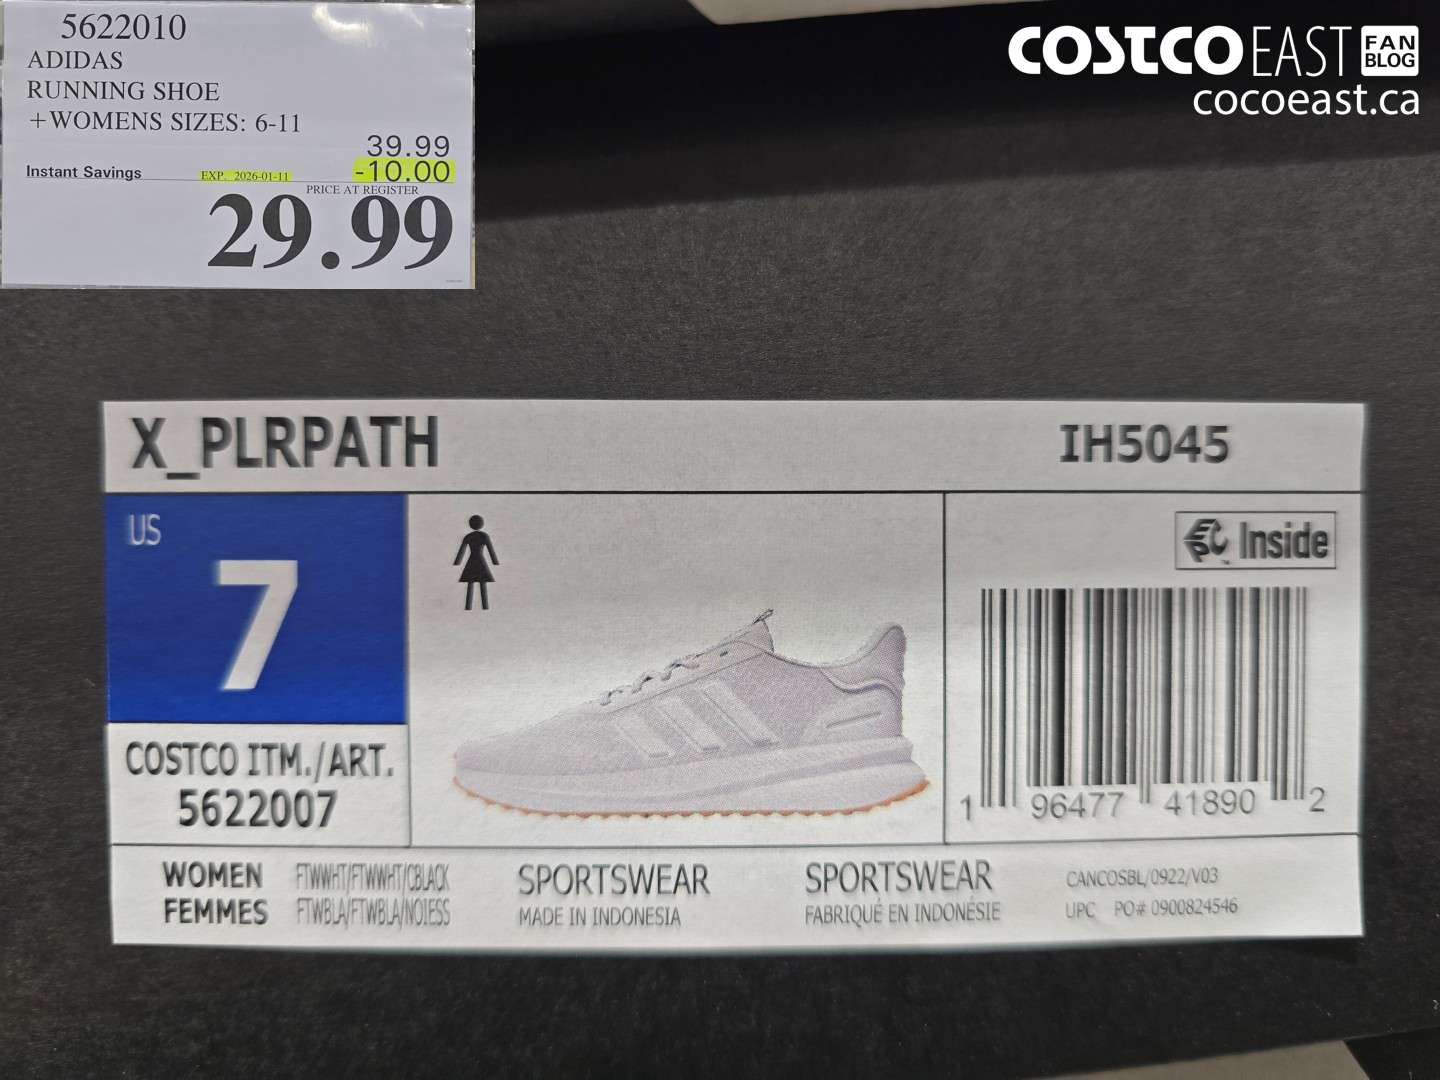 5622010
ADIDAS
RUNNING SHOE
+WOMENS SIZES: 6-11
39.99
Instant Savings EXP. 2026-01-11 -10.00
PRICE AT REGISTER
29.99
COSTCO EAST FAN BLOG
cocoeast.ca
X_PLRPATH IH5045
US
7
EPC Inside
COSTCO ITM./ART.
5622007
1 96477 41890 2
WOMEN FTWWHT/FTWWHT/CBLACK SPORTSWEAR SPORTSWEAR CANCOSBL/0922/V03
FEMMES FTWBLA/FTWBLA/NOIESS MADE IN INDONESIA FABRIQUÉ EN INDONÉSIE UPC PO# 0900824546